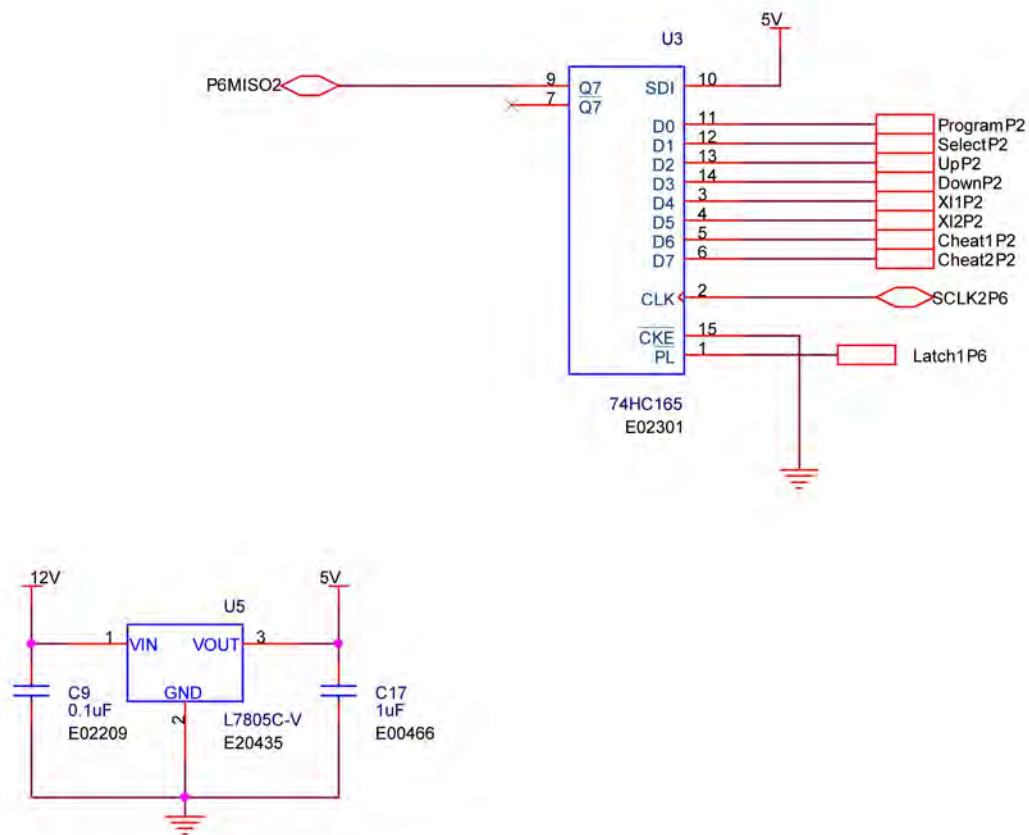 5V
U3
P6MISO2
9 Q7 SDI 10
7 Q7
D0 11 ProgramP2
D1 12 SelectP2
D2 13 UpP2
D3 14 DownP2
D4 3 XI1P2
D5 4 XI2P2
D6 5 Cheat1P2
D7 6 Cheat2P2
CLK 2 SCLK2P6
CKE 15
PL 1 Latch1P6
74HC165
E02301
12V 5V
U5
1 VIN VOUT 3
C9 GND C17
0.1uF 2 L7805C-V 1uF
E02209 E20435 E00466